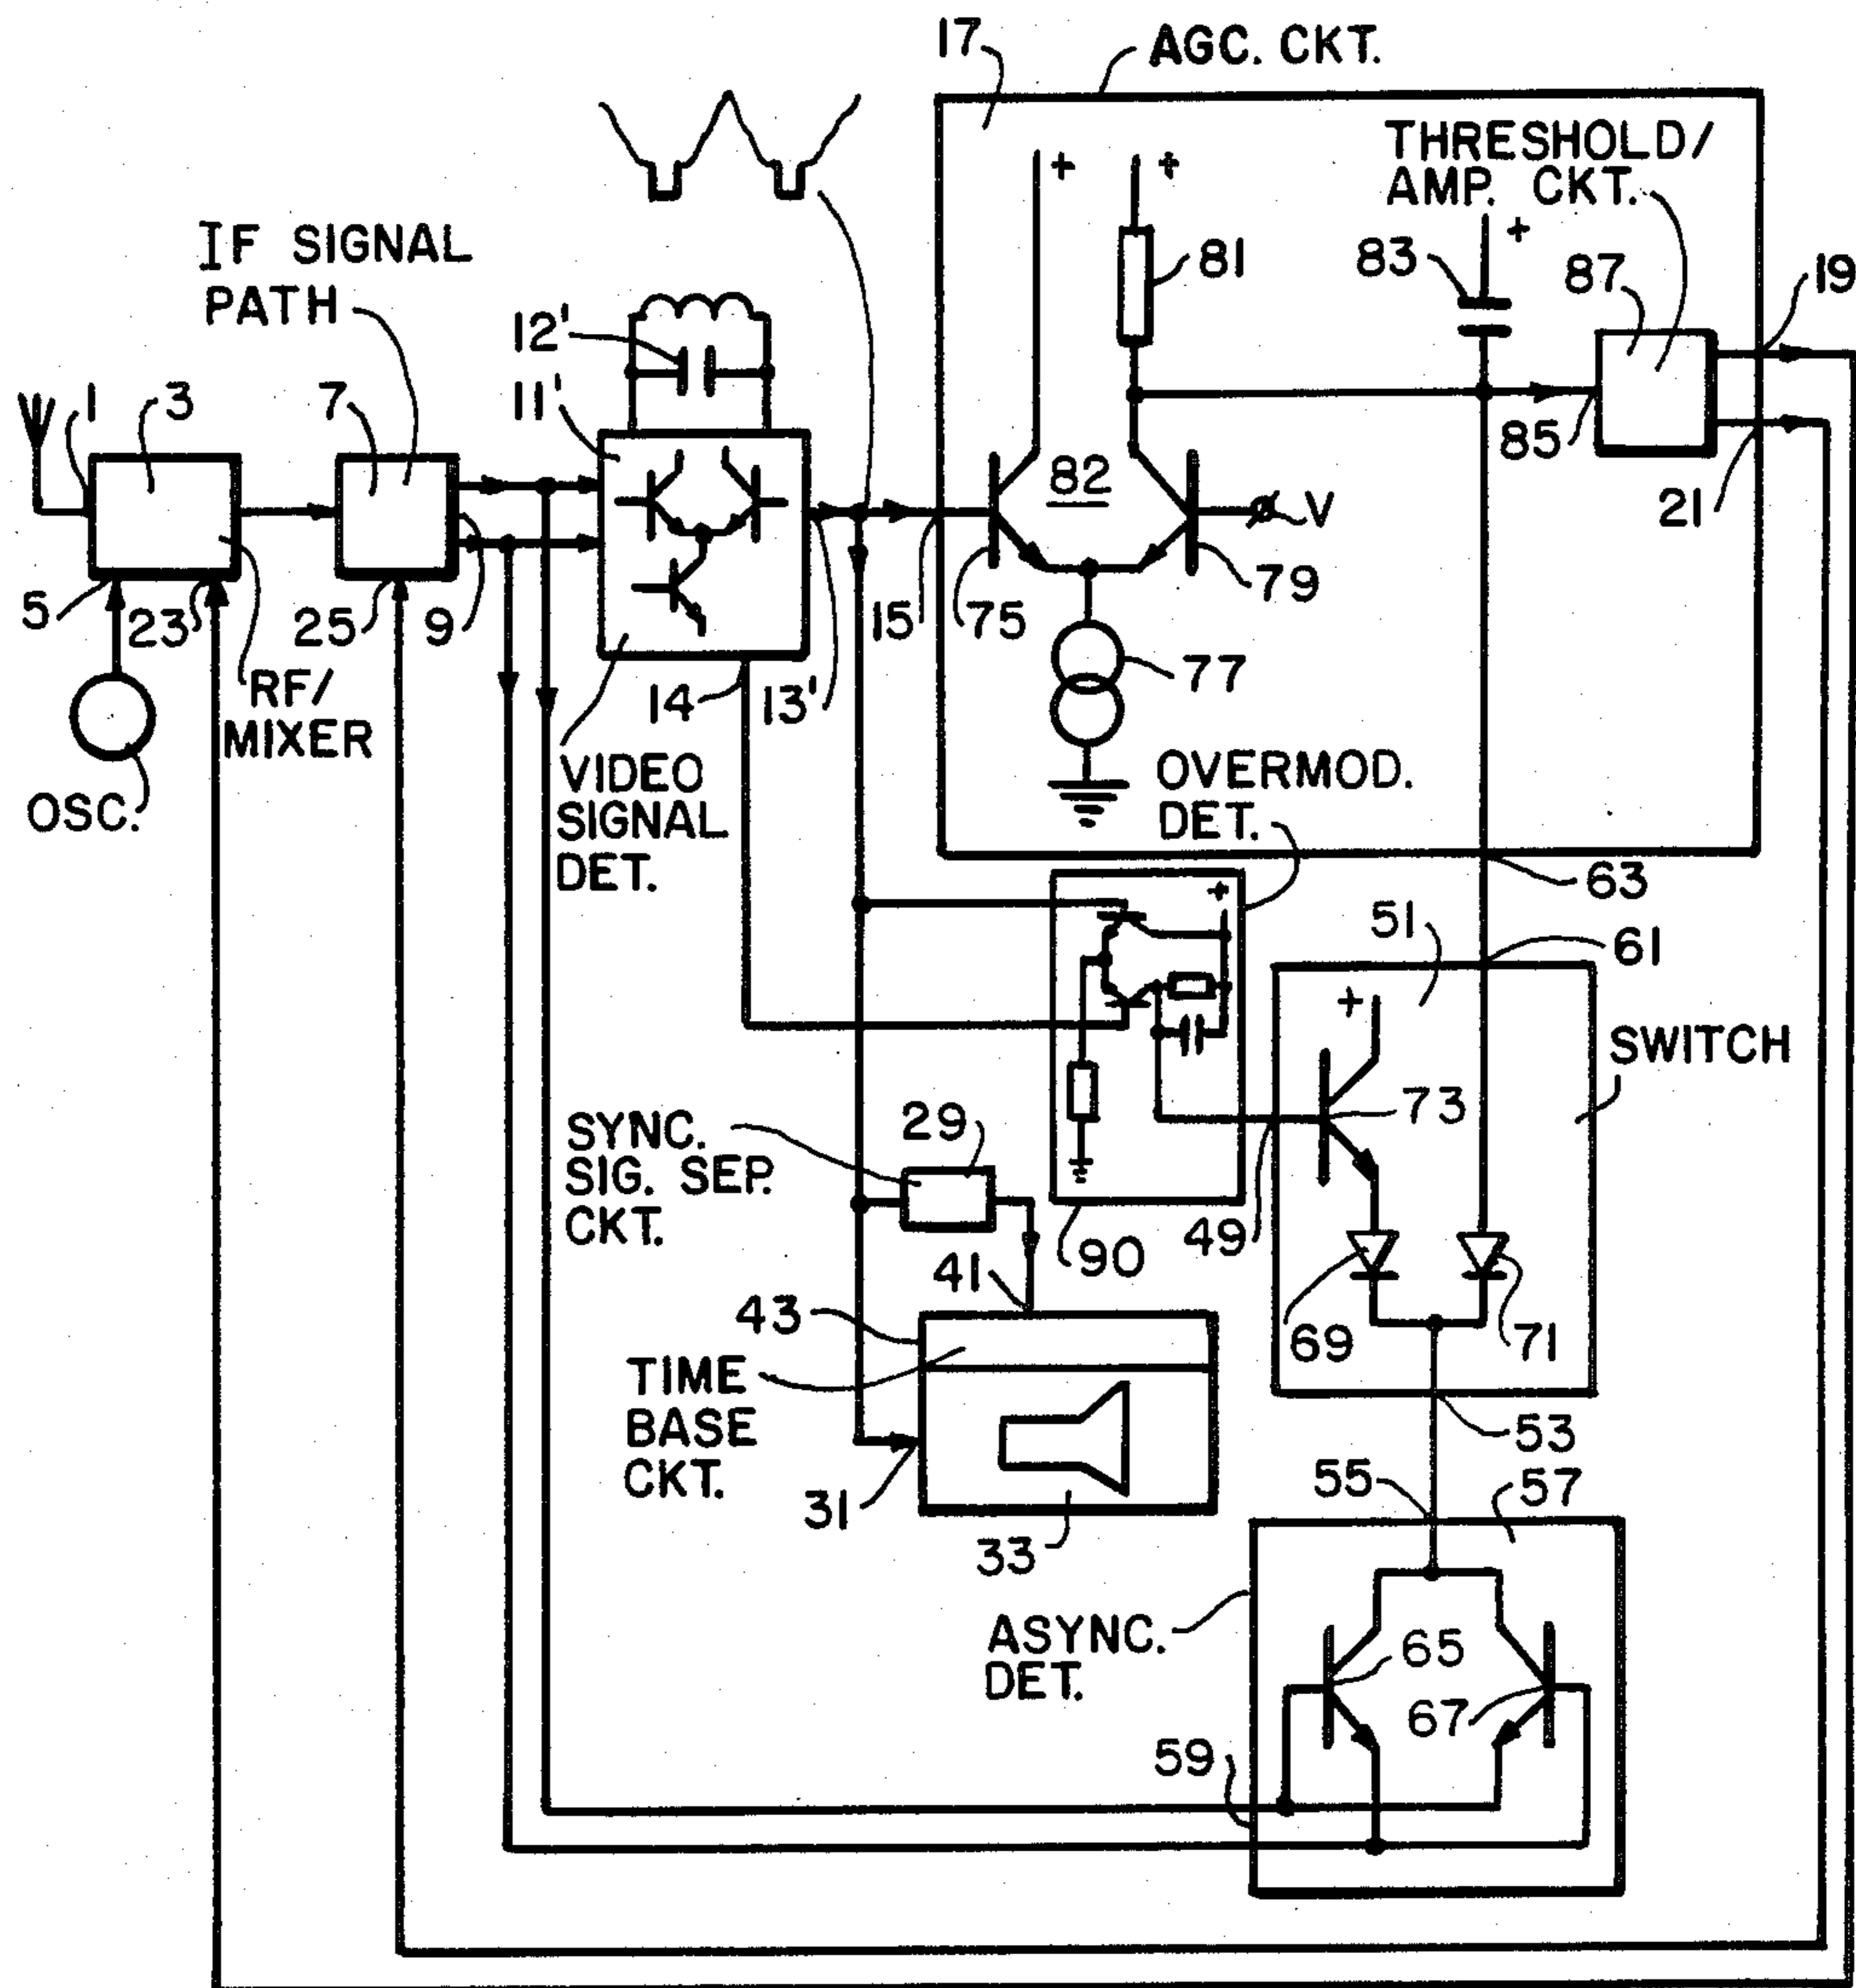 17
AGC. CKT.
THRESHOLD/
AMP. CKT.
+
+
+
81
83
87
19
IF SIGNAL
PATH
12'
11'
1
3
7
82
85
21
V
5
23
25
9
15
75
79
RF/
MIXER
14
13'
77
OSC.
VIDEO
SIGNAL
DET.
OVERMOD.
DET.
63
+
51
61
+
SWITCH
73
SYNC.
SIG. SEP.
CKT.
29
49
90
41
43
69
71
TIME
BASE
CKT.
53
31
33
55
57
ASYNC.
DET.
65
67
59